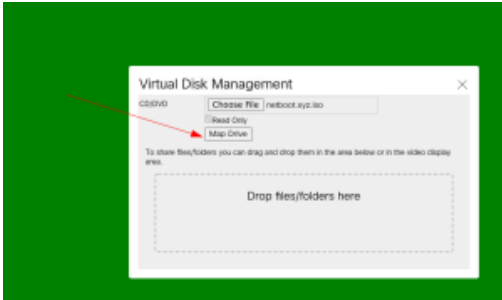 Virtual Disk Management
CD/DVD Choose File netboot.xyz.iso
Read Only
Map Drive
To share files/folders you can drag and drop them in the area below or in the video display
area.
Drop files/folders here